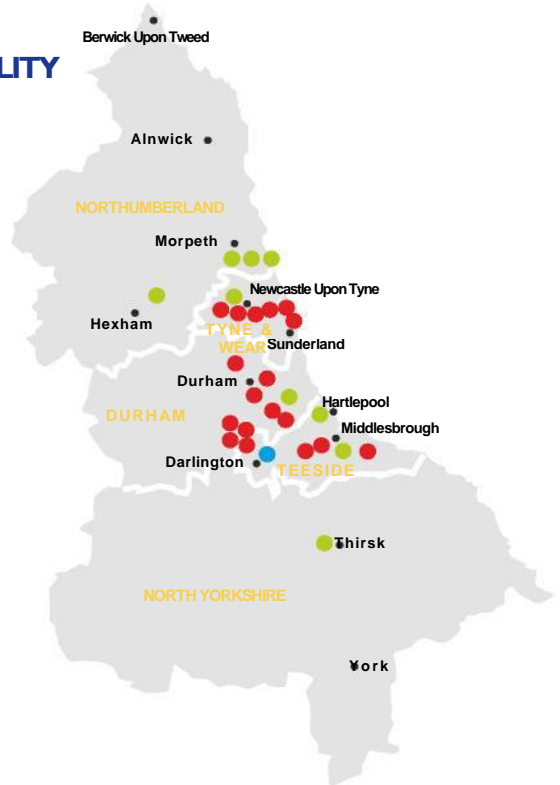 Berwick Upon Tweed
LITY
Alnwick
NORTHUMBERLAND
Morpeth
Newcastle Upon Tyne
Hexham
TYNE &
WEAR
Sunderland
Durham
Hartlepool
DURHAM
Middlesbrough
Darlington
TEESIDE
Thirsk
NORTH YORKSHIRE
York